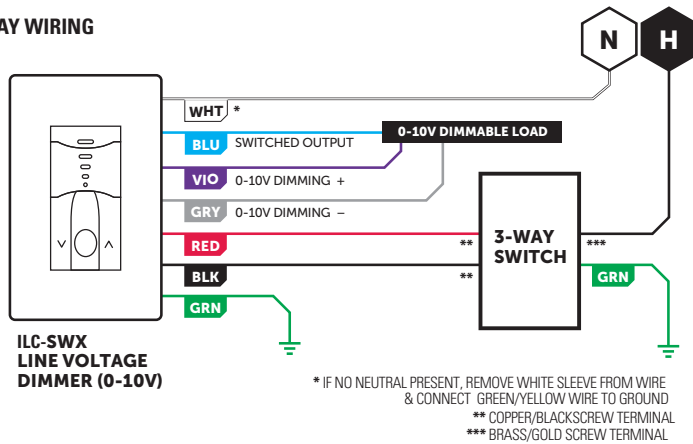 AY WIRING
N H
WHT *
BLU SWITCHED OUTPUT
0-10V DIMMABLE LOAD
VIO 0-10V DIMMING +
GRY 0-10V DIMMING –
RED
**
3-WAY
SWITCH
***
BLK
**
GRN
GRN
ILC-SWX
LINE VOLTAGE
DIMMER (0-10V)
* IF NO NEUTRAL PRESENT, REMOVE WHITE SLEEVE FROM WIRE
& CONNECT GREEN/YELLOW WIRE TO GROUND
** COPPER/BLACKSCREW TERMINAL
*** BRASS/GOLD SCREW TERMINAL